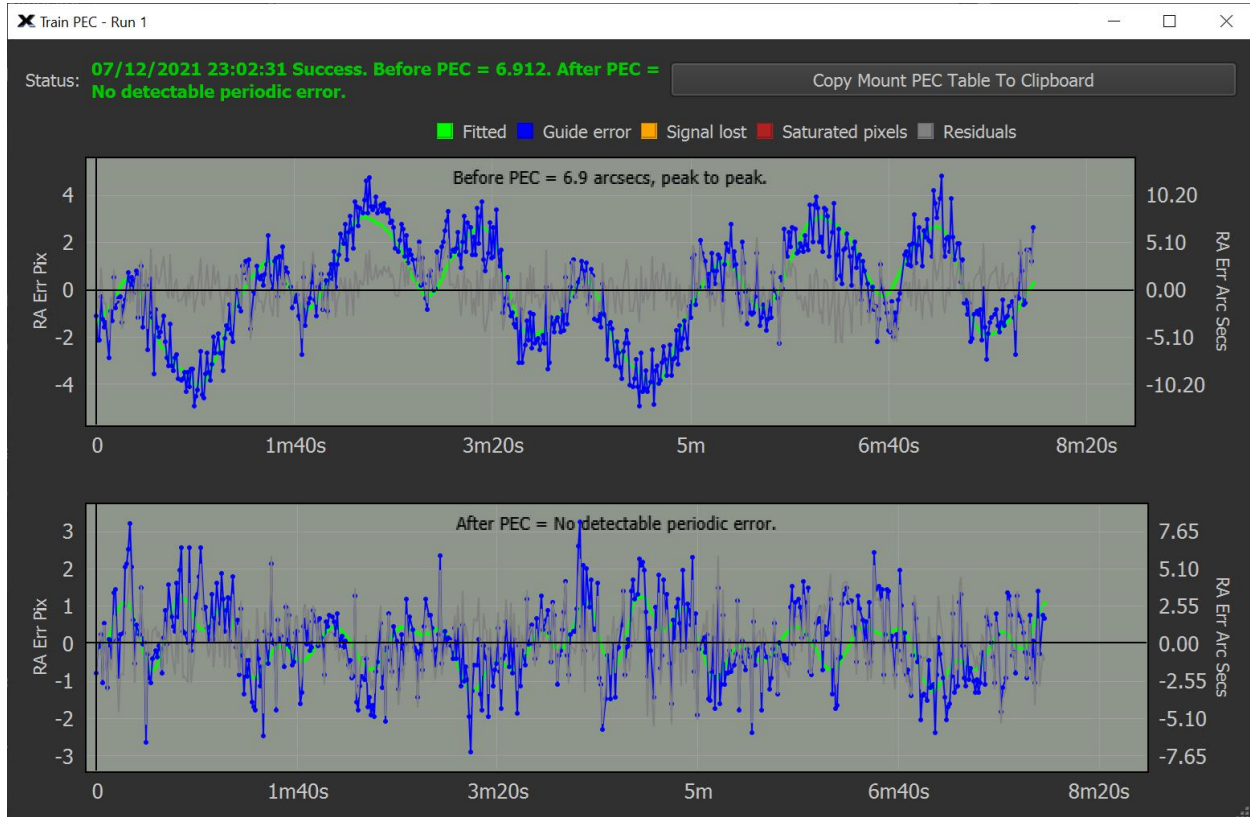 Train PEC - Run 1
Status:
07/12/2021 23:02:31 Success. Before PEC = 6.912. After PEC =
No detectable periodic error.
Copy Mount PEC Table To Clipboard
Fitted Guide error Signal lost Saturated pixels Residuals
Before PEC = 6.9 arcsecs, peak to peak.
RA Err Pix
4
2
0
-2
-4
10.20
5.10
0.00
-5.10
-10.20
RA Err Arc Secs
0 1m40s 3m20s 5m 6m40s 8m20s
After PEC = No detectable periodic error.
RA Err Pix
3
2
1
0
-1
-2
-3
7.65
5.10
2.55
0.00
-2.55
-5.10
-7.65
RA Err Arc Secs
0 1m40s 3m20s 5m 6m40s 8m20s